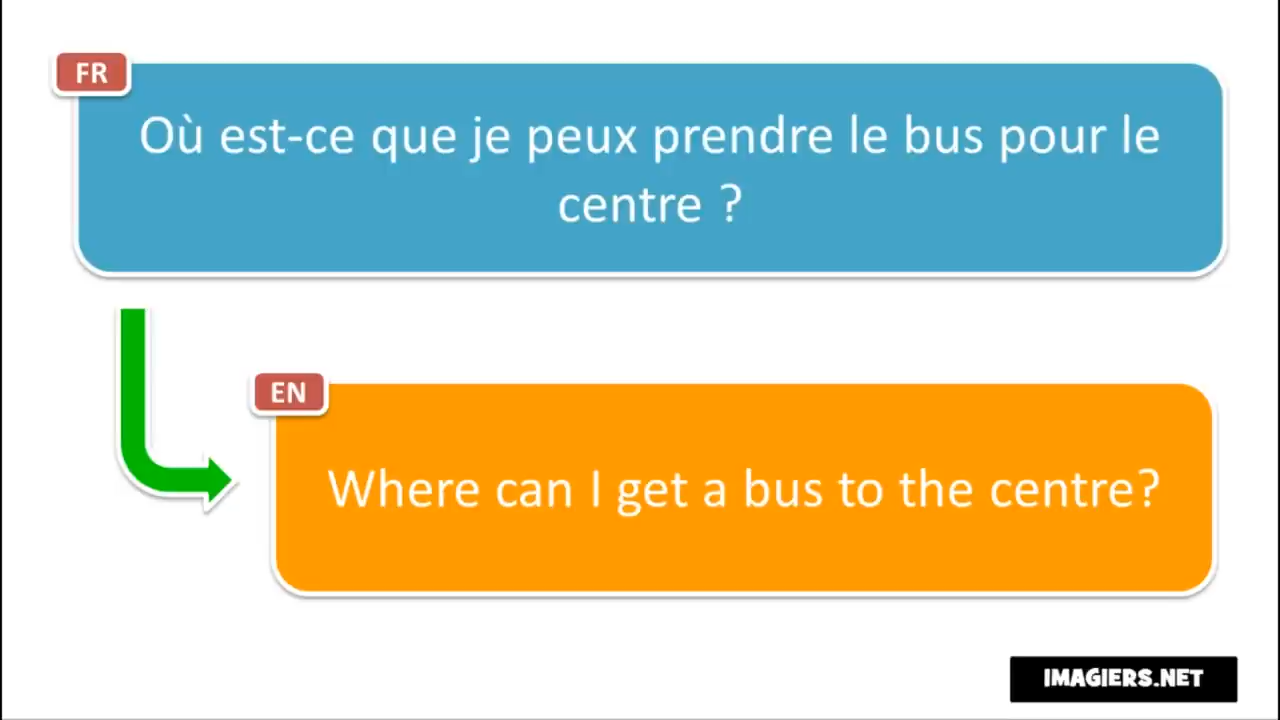 FR
Où est-ce que je peux prendre le bus pour le
centre ?
EN
Where can I get a bus to the centre?
IMAGIERS.NET